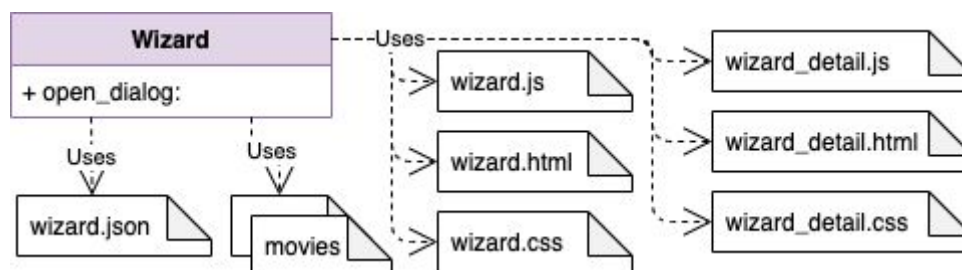 Wizard
+ open_dialog:
Uses
Uses
Uses
wizard.json
movies
wizard.js
wizard.html
wizard.css
wizard_detail.js
wizard_detail.html
wizard_detail.css